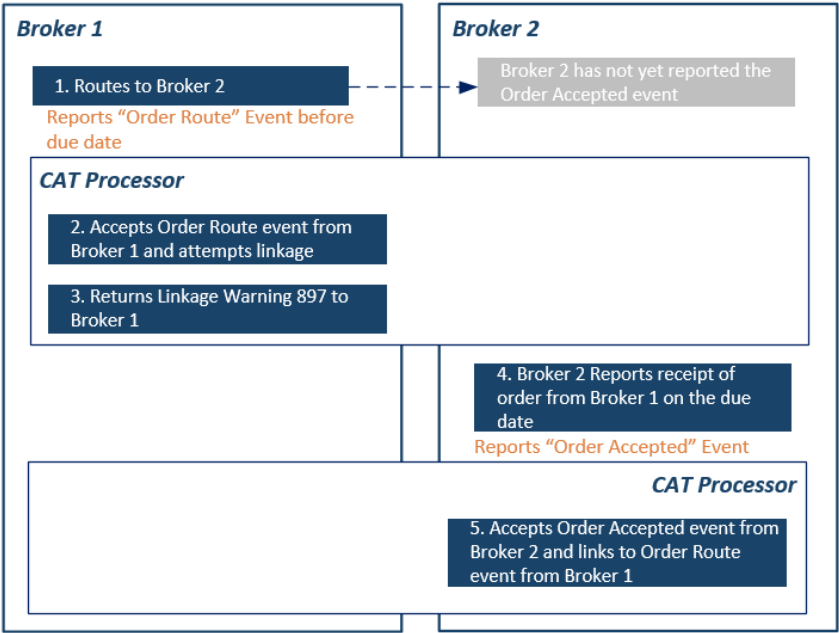 Broker 1
Broker 2
1. Routes to Broker 2
Broker 2 has not yet reported the
Order Accepted event
Reports “Order Route” Event before
due date
CAT Processor
2. Accepts Order Route event from
Broker 1 and attempts linkage
3. Returns Linkage Warning 897 to
Broker 1
4. Broker 2 Reports receipt of
order from Broker 1 on the due
date
Reports “Order Accepted” Event
CAT Processor
5. Accepts Order Accepted event from
Broker 2 and links to Order Route
event from Broker 1